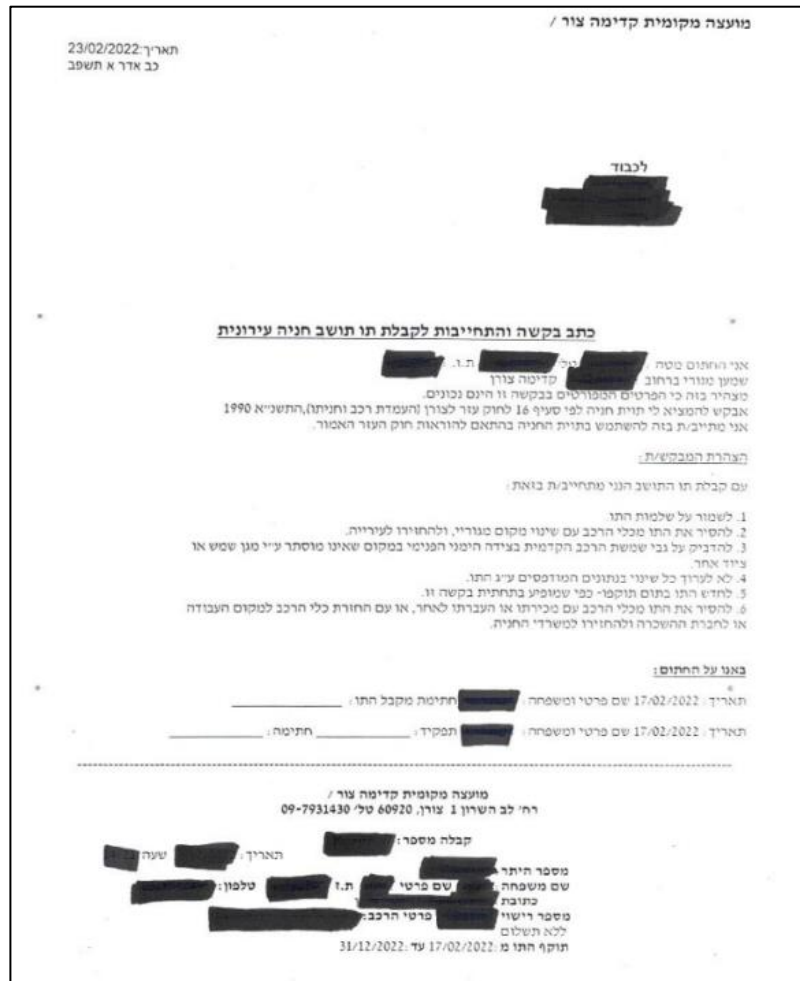 מועצה מקומית קדימה צור /
תאריך:23/02/2022
כב אדר א תשפב
לכבוד
כתב בקשה והתחייבות לקבלת תו תושב חניה עירונית
אני החתום מטה : טל ת.ז.
שמען מגורי ברחוב קדימה צורן
מצהיר בזה כי הפרטים המפורטים בבקשה זו הינם נכונים.
אבקש להמציא לי תוית חניה לפי סעיף 16 לחוק עזר לצורן (העמדת רכב וחניתו),התשנ״א 1990
אני מתייב/ת בזה להשתמש בתוית החניה בהתאם להוראות חוק העזר האמור.
הצהרת המבקש/ת:
עם קבלת תו התושב הנני מתחייב/ת בזאת:
1. לשמור על שלמות התו.
2. להסיר את התו מכלי הרכב עם שינוי מקום מגוריי, ולהחזירו לעירייה.
3. להדביק על גבי שמשת הרכב הקדמית בצידה הימני הפנימי במקום שאינו מוסתר ע״י מגן שמש או
ציוד אחר.
4. לא לערוך כל שינוי בנתונים המודפסים ע״ג התו.
5. לחדש התו בתום תוקפו- כפי שמופיע בתחתית בקשה זו.
6. להסיר את התו מכלי הרכב עם מכירתו או העברתו לאחר, או עם החזרת כלי הרכב למקום העבודה
או לחברת ההשכרה ולהחזירו למשרדי החניה.
באנו על החתום:
תאריך: 17/02/2022 שם פרטי ומשפחה: חתימת מקבל התו:
תאריך: 17/02/2022 שם פרטי ומשפחה: תפקיד: חתימה:
מועצה מקומית קדימה צור /
רח' לב השרון 1 צורן, 60920 טל' 09-7931430
קבלה מספר:
תאריך: שעה
מספר היתר
שם משפחה: שם פרטי ת.ז טלפון:
כתובת
מספר רישוי פרטי הרכב:
ללא תשלום
תוקף התו מ :17/02/2022 עד :31/12/2022